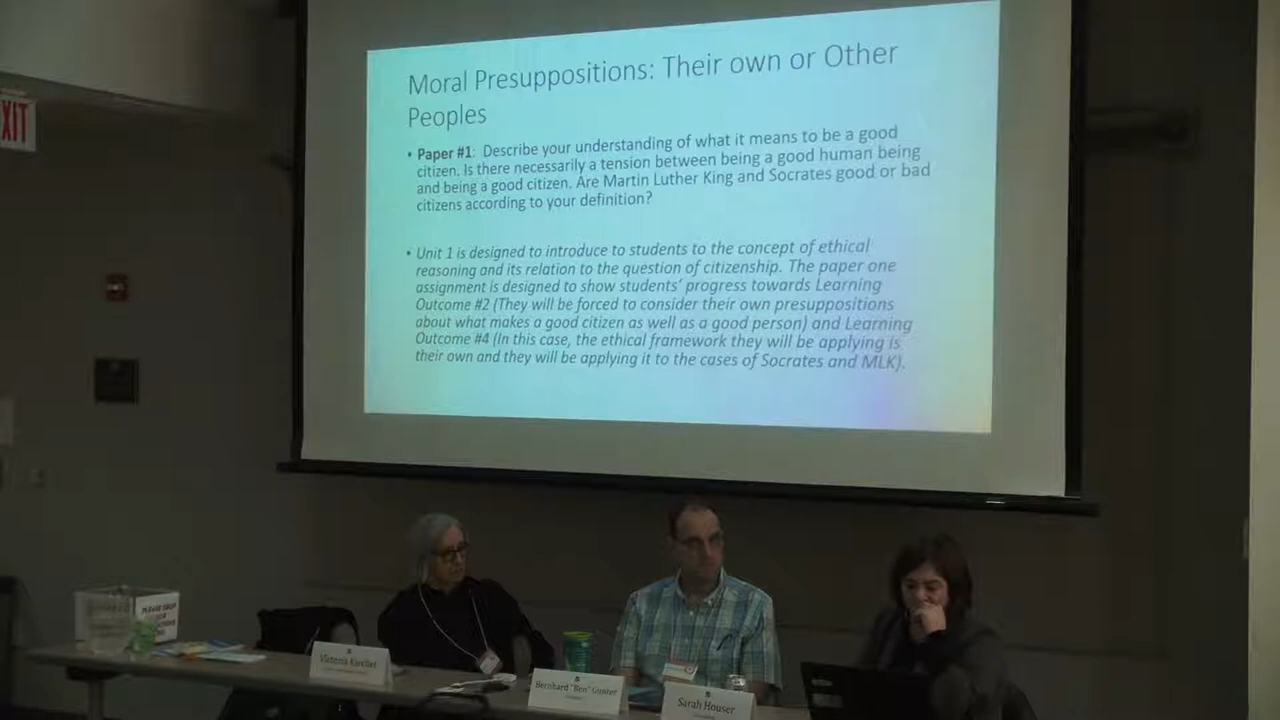 Moral Presuppositions: Their own or Other
Peoples
• Paper #1: Describe your understanding of what it means to be a good
citizen. Is there necessarily a tension between being a good human being
and being a good citizen. Are Martin Luther King and Socrates good or bad
citizens according to your definition?
• Unit 1 is designed to introduce to students to the concept of ethical
reasoning and its relation to the question of citizenship. The paper one
assignment is designed to show students' progress towards Learning
Outcome #2 (They will be forced to consider their own presuppositions
about what makes a good citizen as well as a good person) and Learning
Outcome #4 (In this case, the ethical framework they will be applying is
their own and they will be applying it to the cases of Socrates and MLK).
EXIT
PLEASE DROP
Bernhard "Ben"
Sarah Houser